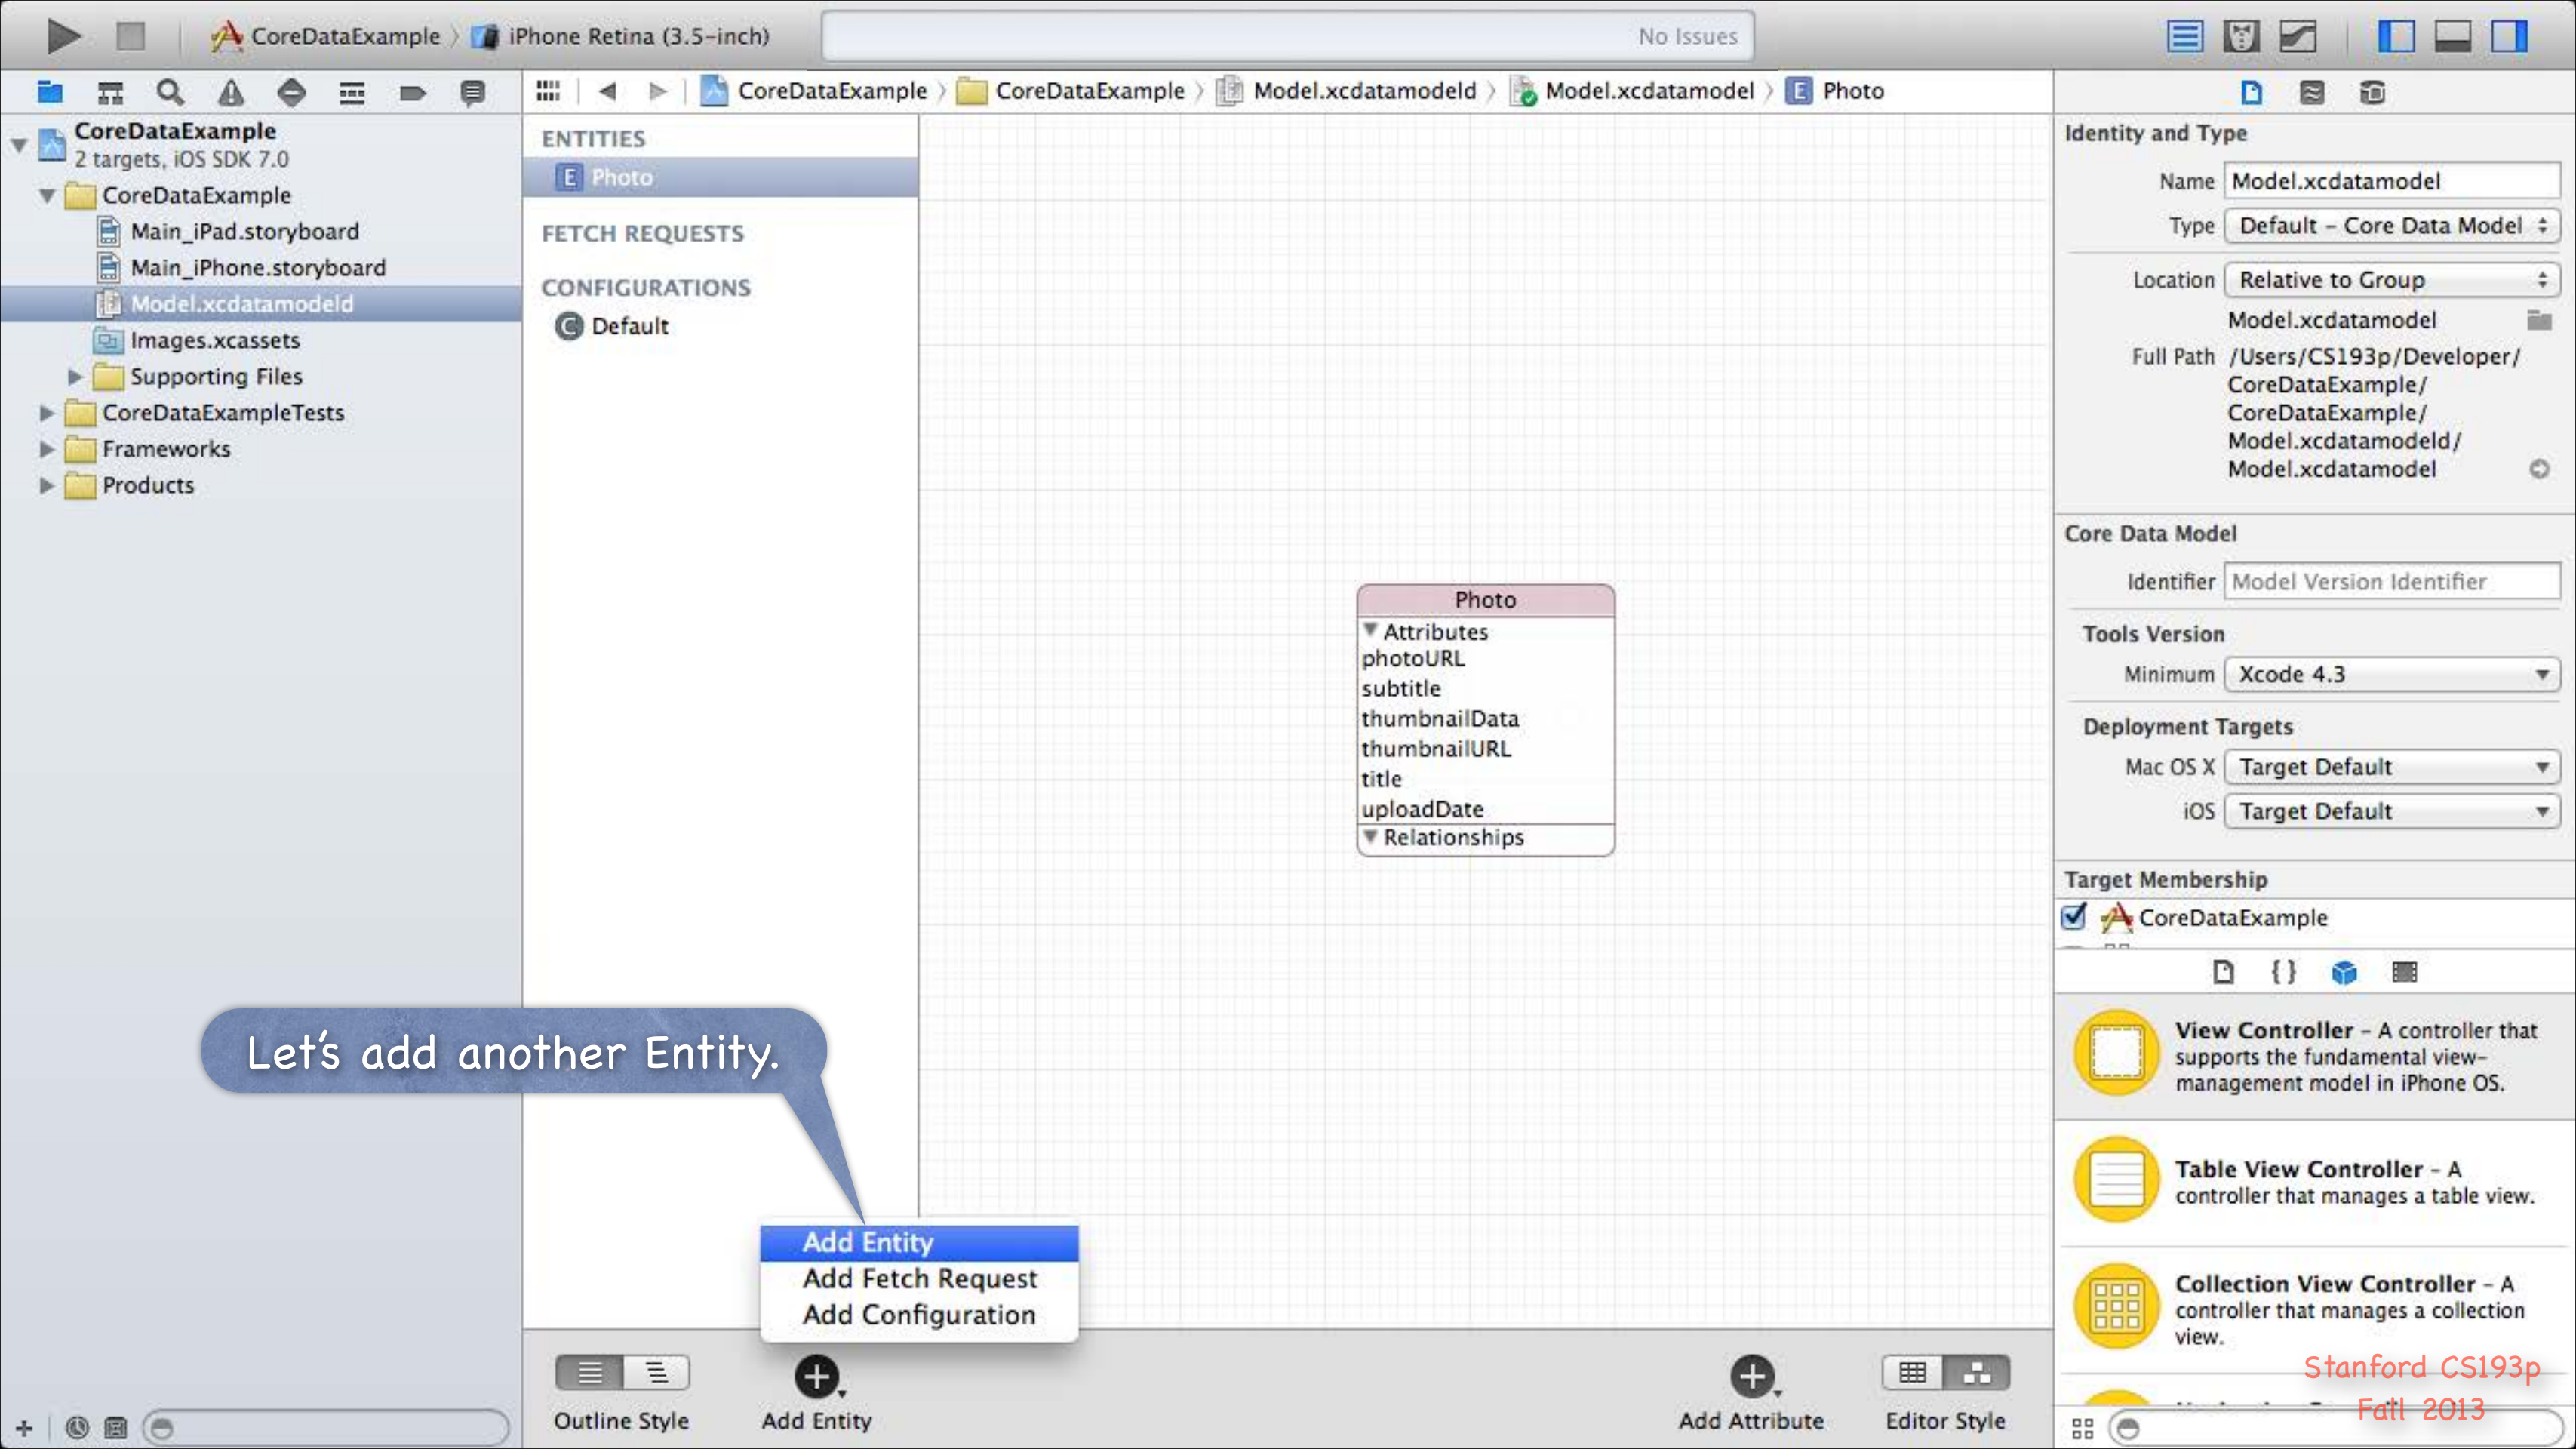 CoreDataExample
iPhone Retina (3.5-inch)
No Issues
CoreDataExample
2 targets, iOS SDK 7.0
CoreDataExample
Main_iPad.storyboard
Main_iPhone.storyboard
Model.xcdatamodeld
Images.xcassets
Supporting Files
CoreDataExampleTests
Frameworks
Products
CoreDataExample
CoreDataExample
Model.xcdatamodeld
Model.xcdatamodel
E Photo
ENTITIES
E Photo
FETCH REQUESTS
CONFIGURATIONS
C Default
Photo
Attributes
photoURL
subtitle
thumbnailData
thumbnailURL
title
uploadDate
Relationships
Let's add another Entity.
Add Entity
Add Fetch Request
Add Configuration
Outline Style
Add Entity
Add Attribute
Editor Style
Identity and Type
Name Model.xcdatamodel
Type Default - Core Data Model
Location Relative to Group
Model.xcdatamodel
Full Path /Users/CS193p/Developer/
CoreDataExample/
CoreDataExample/
Model.xcdatamodeld/
Model.xcdatamodel
Core Data Model
Identifier Model Version Identifier
Tools Version
Minimum Xcode 4.3
Deployment Targets
Mac OS X Target Default
iOS Target Default
Target Membership
CoreDataExample
{ }
View Controller - A controller that
supports the fundamental view-
management model in iPhone OS.
Table View Controller - A
controller that manages a table view.
Collection View Controller - A
controller that manages a collection
view.
Stanford CS193p
Fall 2013